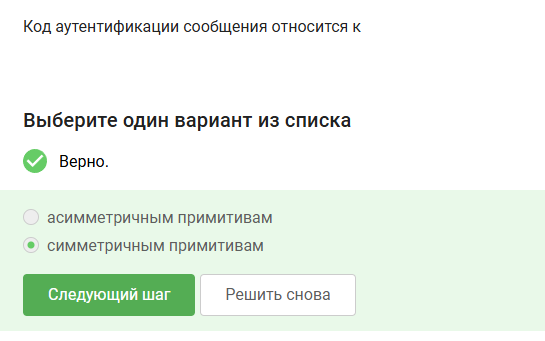 Код аутентификации сообщения относится к
Выберите один вариант из списка
Верно.
асимметричным примитивам
симметричным примитивам
Следующий шаг
Решить снова